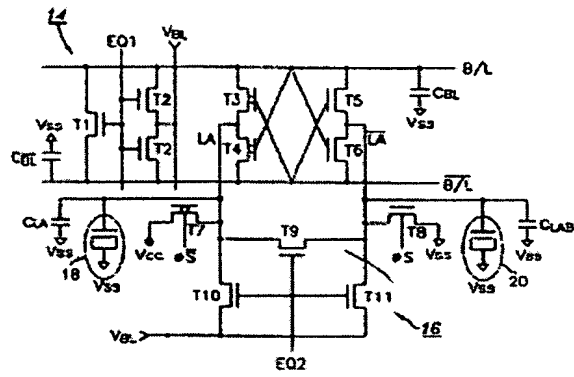 14
EQ1
VBL
B/L
T2
T3
T5
CBL
VSS
T1
VSS
T2
LA
T4
T6
LA
CBL
B/L
CLA
T7
T9
T8
CLAB
VSS
18
VCC
φS
φS
VSS
VSS
20
VSS
VSS
T10
T11
16
VBL
EQ2